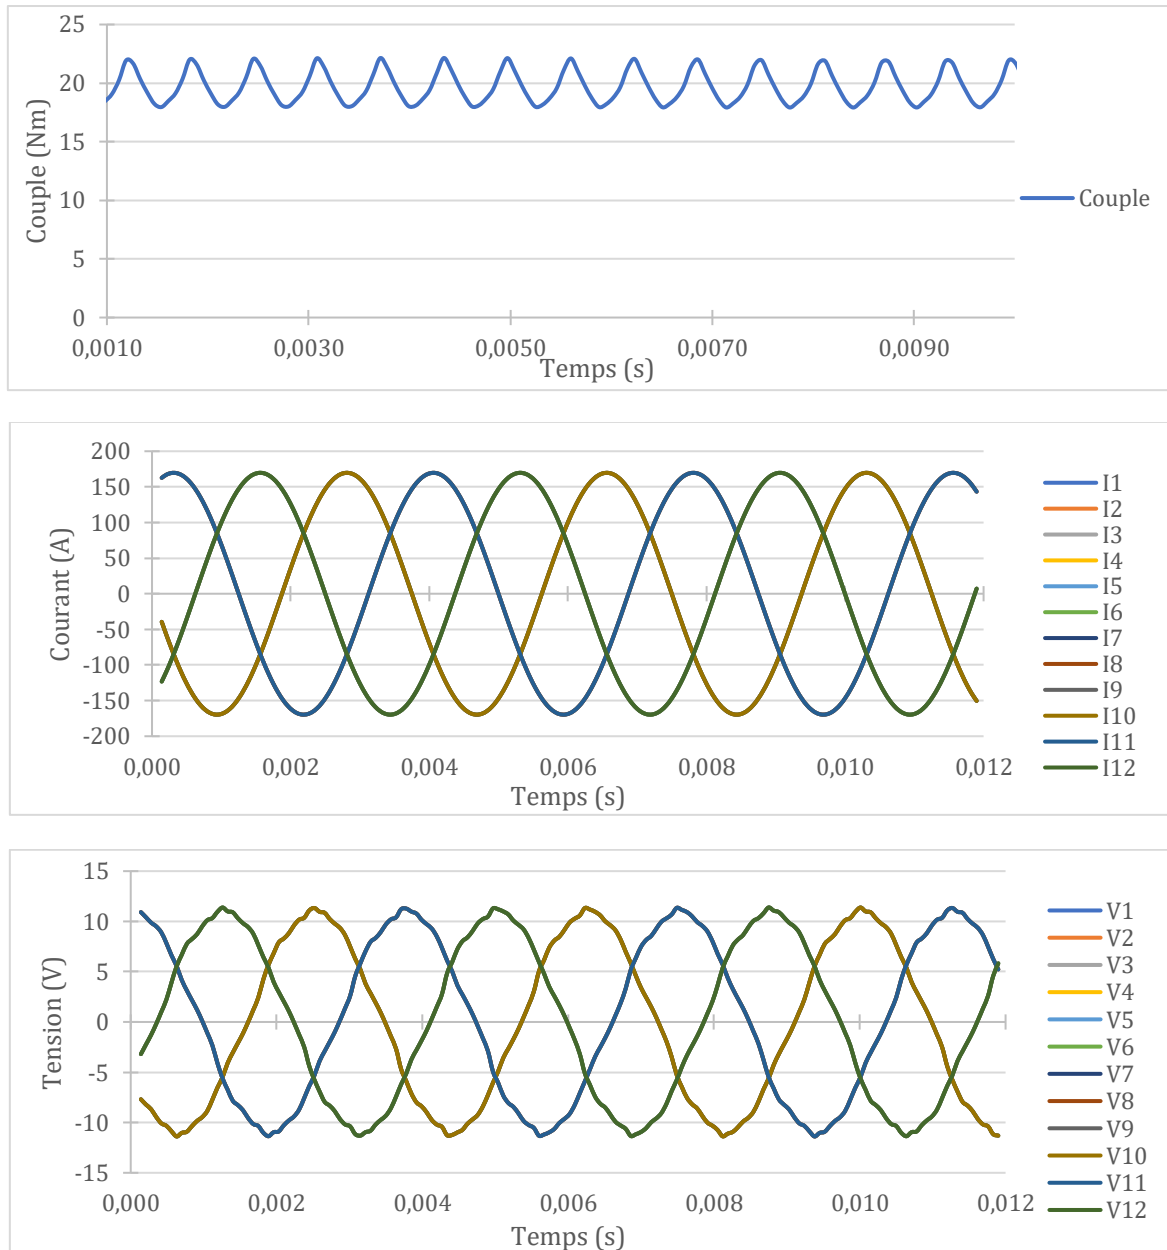 25
20
15
10
5
0
Couple (Nm)
0,0010
0,0030
0,0050
0,0070
0,0090
Temps (s)
Couple
200
150
100
50
0
-50
-100
-150
-200
Courant (A)
0,000
0,002
0,004
0,006
0,008
0,010
0,012
Temps (s)
I1
I2
I3
I4
I5
I6
I7
I8
I9
I10
I11
I12
15
10
5
0
-5
-10
-15
Tension (V)
0,000
0,002
0,004
0,006
0,008
0,010
0,012
Temps (s)
V1
V2
V3
V4
V5
V6
V7
V8
V9
V10
V11
V12